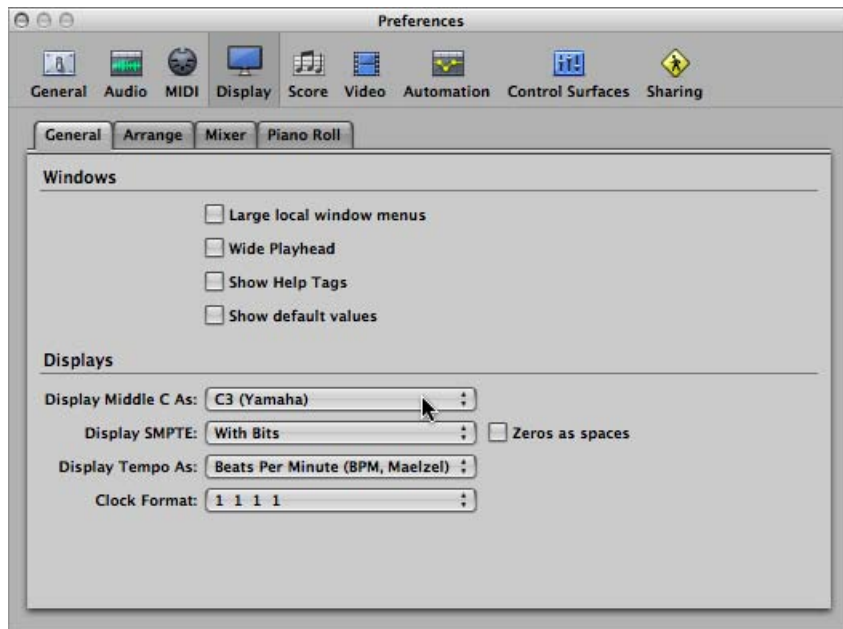 Preferences
General Audio MIDI Display Score Video Automation Control Surfaces Sharing
General Arrange Mixer Piano Roll
Windows
Large local window menus
Wide Playhead
Show Help Tags
Show default values
Displays
Display Middle C As: C3 (Yamaha)
Display SMPTE: With Bits Zeros as spaces
Display Tempo As: Beats Per Minute (BPM, Maelzel)
Clock Format: 1 1 1 1